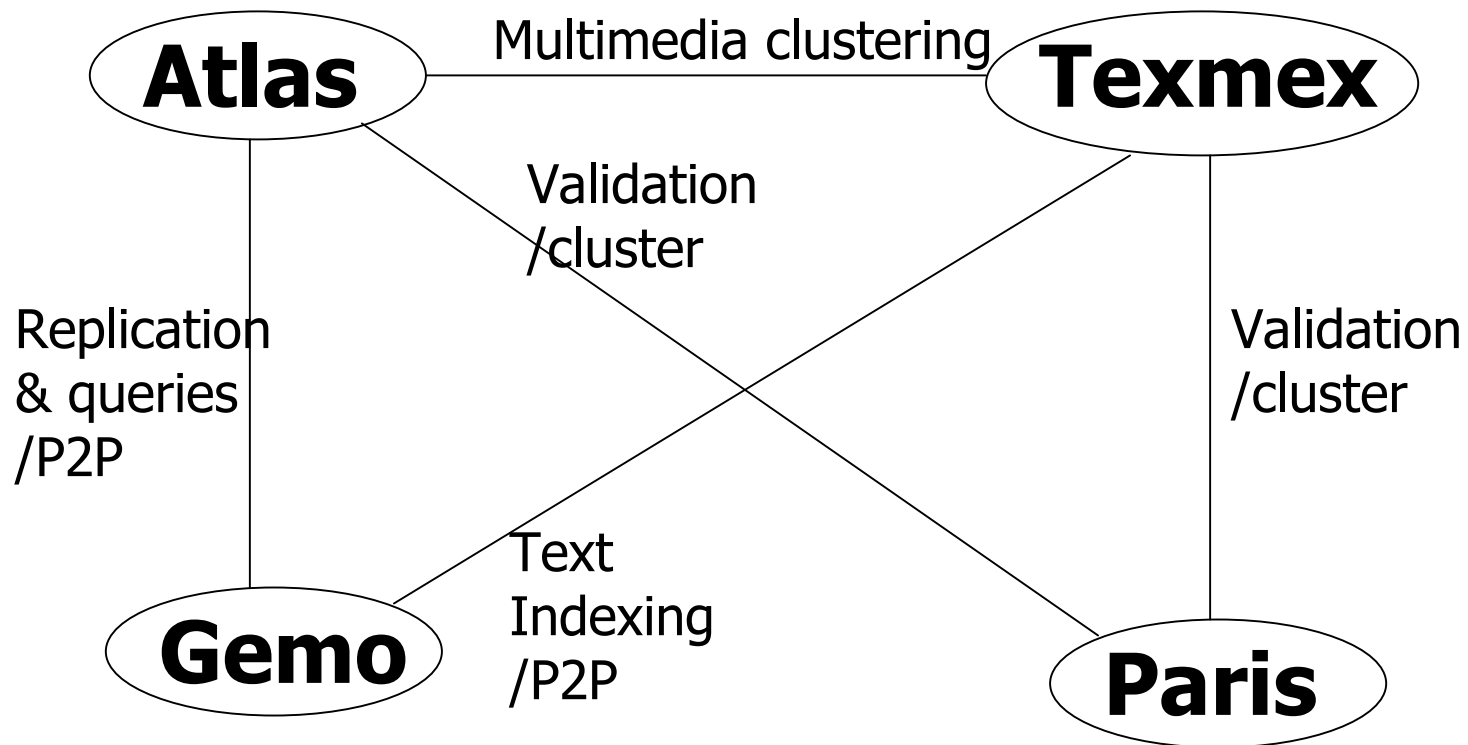 Atlas
Multimedia clustering
Texmex
Validation
/cluster
Replication
& queries
/P2P
Validation
/cluster
Text
Indexing
/P2P
Gemo
Paris